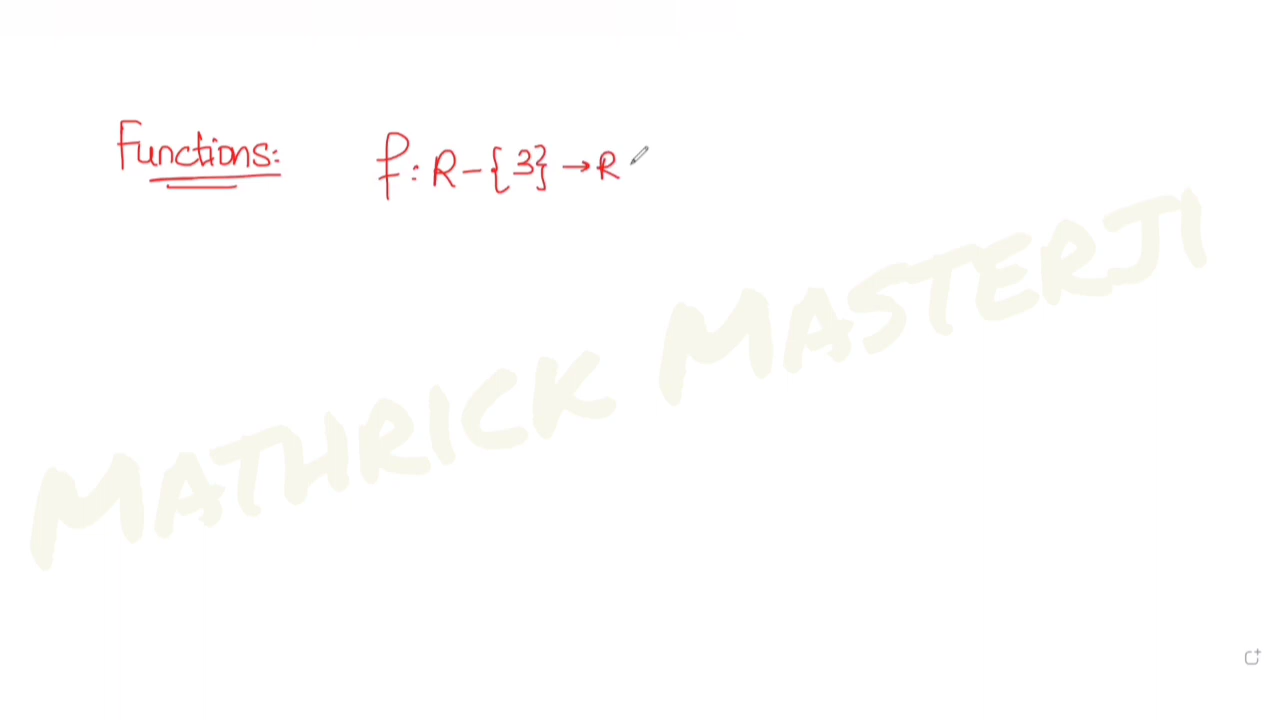 Functions: f: R - {3} → R
MATHRICK MASTERJI